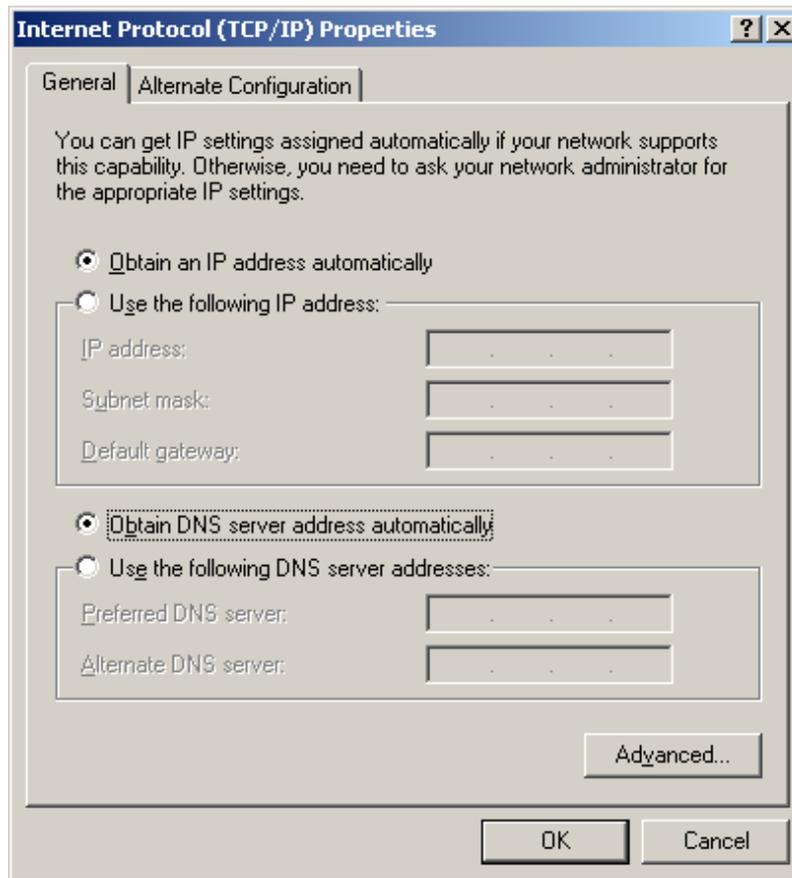 Internet Protocol (TCP/IP) Properties
General
Alternate Configuration
You can get IP settings assigned automatically if your network supports
this capability. Otherwise, you need to ask your network administrator for
the appropriate IP settings.
Obtain an IP address automatically
Use the following IP address:
IP address:
Subnet mask:
Default gateway:
Obtain DNS server address automatically
Use the following DNS server addresses:
Preferred DNS server:
Alternate DNS server:
Advanced...
OK
Cancel